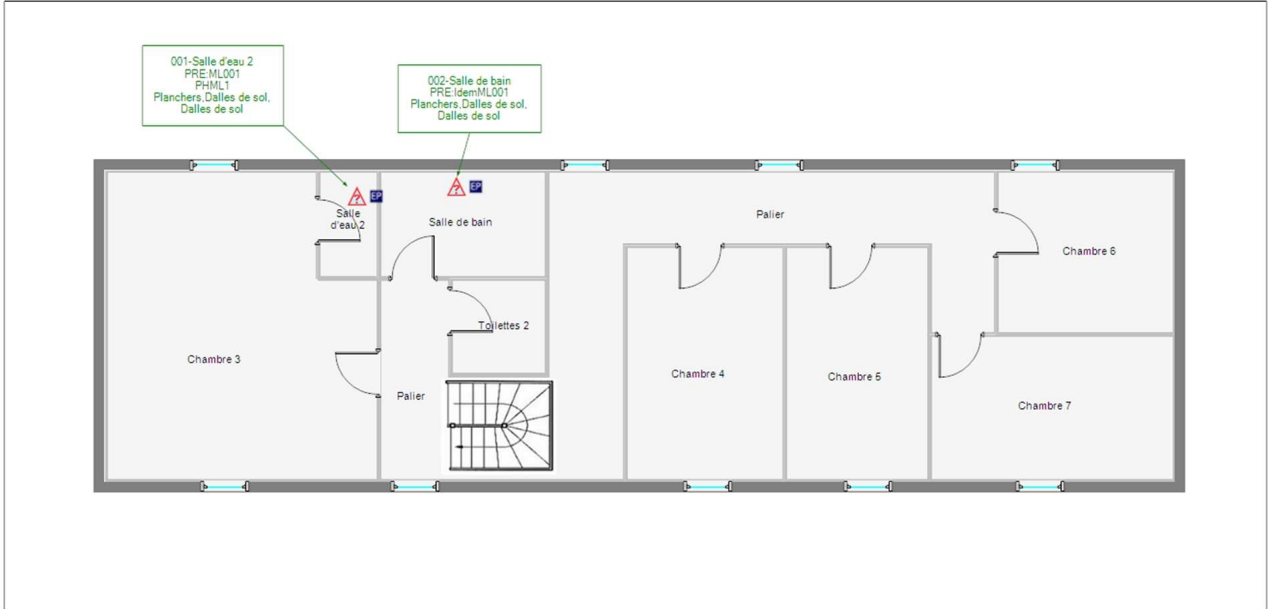 001-Salle d'eau 2
PRE:ML001
PHML1
Planchers,Dalles de sol,
Dalles de sol
002-Salle de bain
PRE:IdemML001
Planchers,Dalles de sol,
Dalles de sol
?
EP
?
EP
Salle
d'eau 2
Salle de bain
Palier
Chambre 6
Toilettes 2
Chambre 3
Chambre 4
Chambre 5
Palier
Chambre 7